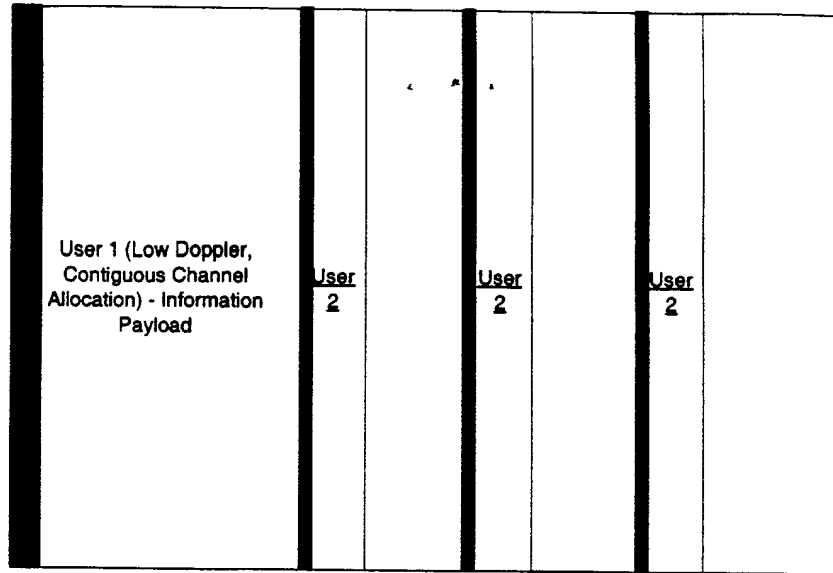 User 1 (Low Doppler,
Contiguous Channel
Allocation) - Information
Payload
User
2
User
2
User
2